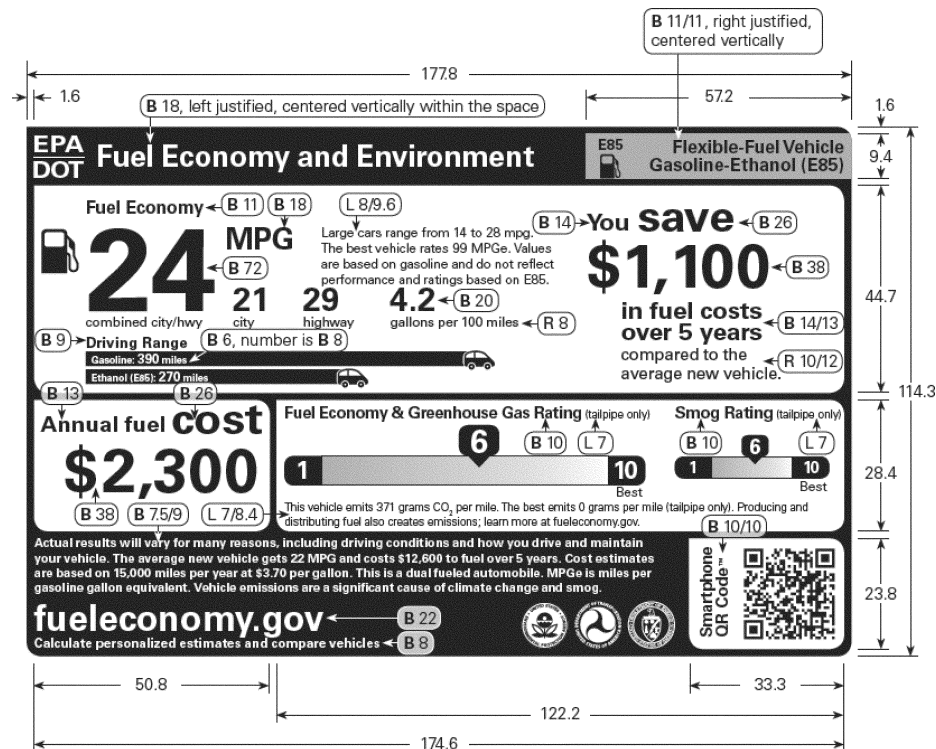 B 11/11, right justified,
centered vertically
177.8
1.6
B 18, left justified, centered vertically within the space
57.2
1.6
EPA
DOT
Fuel Economy and Environment
E85
Flexible-Fuel Vehicle
Gasoline-Ethanol (E85)
9.4
Fuel Economy
B 11
B 18
L 8/9.6
MPG
24
B 72
Large cars range from 14 to 28 mpg.
The best vehicle rates 99 MPGe. Values
are based on gasoline and do not reflect
performance and ratings based on E85.
B 14
You save
B 26
$1,100
B 38
44.7
21
29
4.2
B 20
combined city/hwy
city
highway
gallons per 100 miles
R 8
in fuel costs
over 5 years
B 14/13
compared to the
average new vehicle.
R 10/12
B 9
Driving Range
B 6, number is B 8
Gasoline: 390 miles
Ethanol (E85): 270 miles
114.3
B 13
B 26
Annual fuel cost
$2,300
B 38
B 7.5/9
L 7/8.4
Fuel Economy & Greenhouse Gas Rating (tailpipe only)
B 10
L 7
6
1
10
Best
Smog Rating (tailpipe only)
B 10
L 7
6
1
10
Best
28.4
This vehicle emits 371 grams CO2 per mile. The best emits 0 grams per mile (tailpipe only). Producing and
distributing fuel also creates emissions; learn more at fueleconomy.gov.
B 10/10
Actual results will vary for many reasons, including driving conditions and how you drive and maintain
your vehicle. The average new vehicle gets 22 MPG and costs $12,600 to fuel over 5 years. Cost estimates
are based on 15,000 miles per year at $3.70 per gallon. This is a dual fueled automobile. MPGe is miles per
gasoline gallon equivalent. Vehicle emissions are a significant cause of climate change and smog.
fueleconomy.gov
B 22
Calculate personalized estimates and compare vehicles
B 8
Smartphone
QR Code™
23.8
50.8
33.3
122.2
174.6